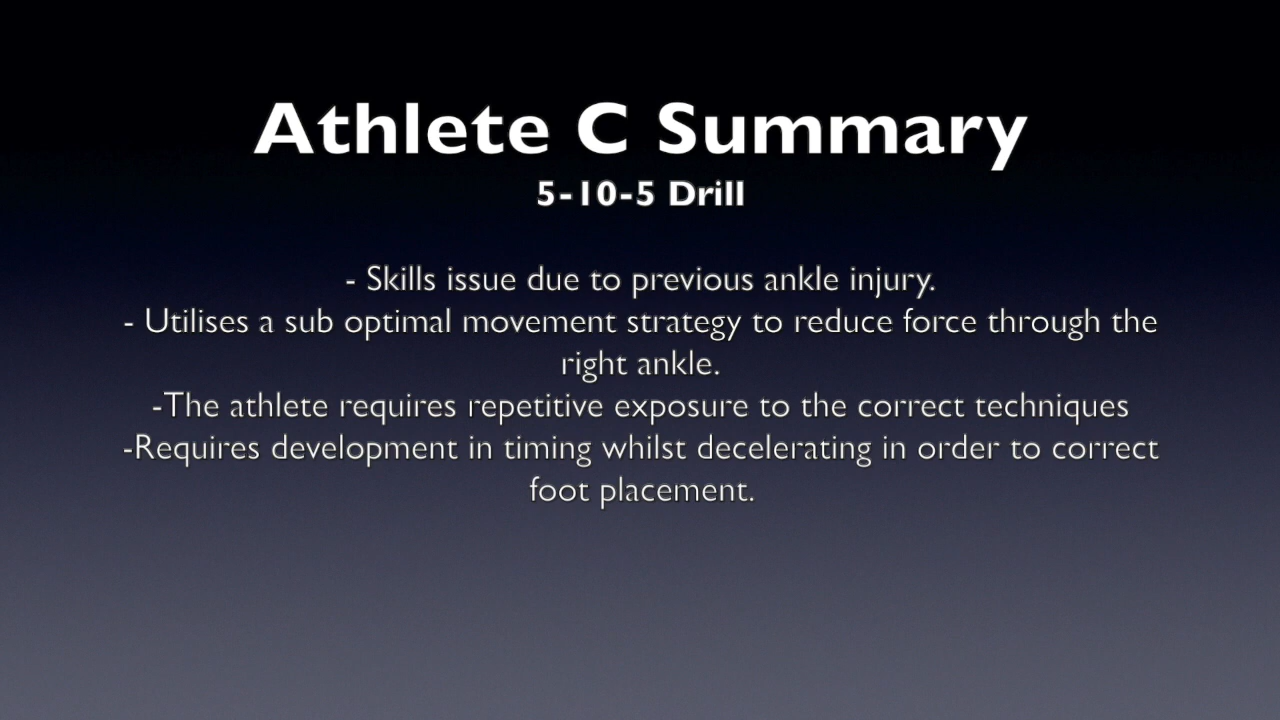 Athlete C Summary
5-10-5 Drill
- Skills issue due to previous ankle injury.
- Utilises a sub optimal movement strategy to reduce force through the
right ankle.
-The athlete requires repetitive exposure to the correct techniques
-Requires development in timing whilst decelerating in order to correct
foot placement.